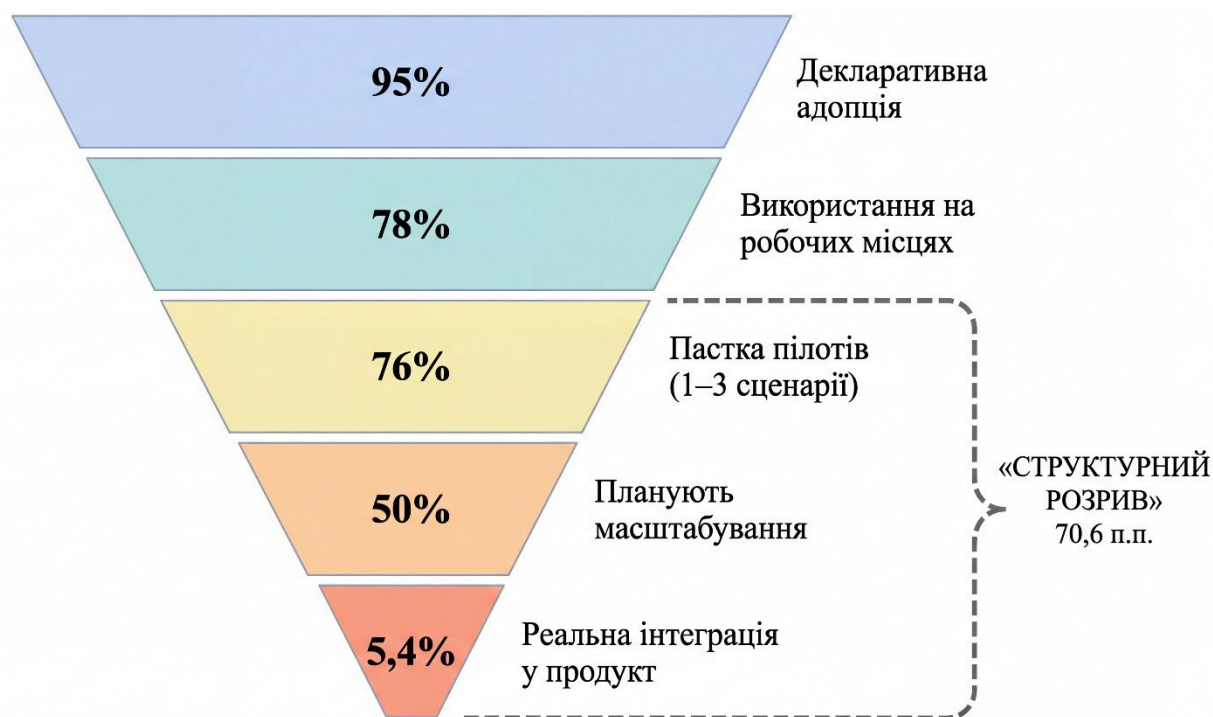 95%
Декларативна
адопція
78%
Використання на
робочих місцях
76%
Пастка пілотів
(1–3 сценарії)
50%
Планують
масштабування
«СТРУКТУРНИЙ
РОЗРИВ»
70,6 п.п.
5,4%
Реальна інтеграція
у продукт